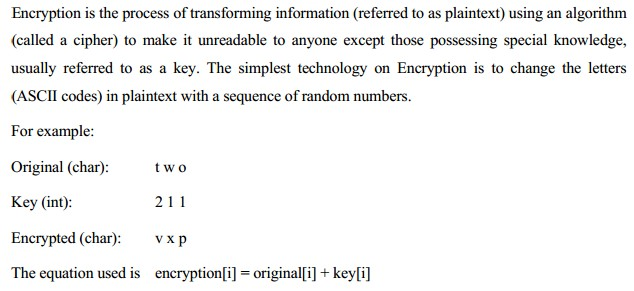 Encryption is the process of transforming information (referred to as plaintext) using an algorithm
(called a cipher) to make it unreadable to anyone except those possessing special knowledge,
usually referred to as a key. The simplest technology on Encryption is to change the letters
(ASCII codes) in plaintext with a sequence of random numbers.
For example:
Original (char): t w o
Key (int): 2 1 1
Encrypted (char): v x p
The equation used is encryption[i] = original[i] + key[i]